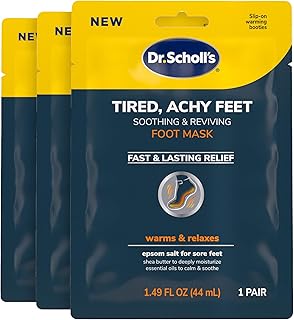 NEW
NEW
NEW
Slip-on
warming
booties
Dr.Scholl's
TIRED, ACHY FEET
SOOTHING & REVIVING
FOOT MASK
FAST & LASTING RELIEF
warms & relaxes
epsom salt for sore feet
shea butter to deeply moisturize
essential oils to calm & soothe
1.49 FL OZ (44 mL)
1 PAIR